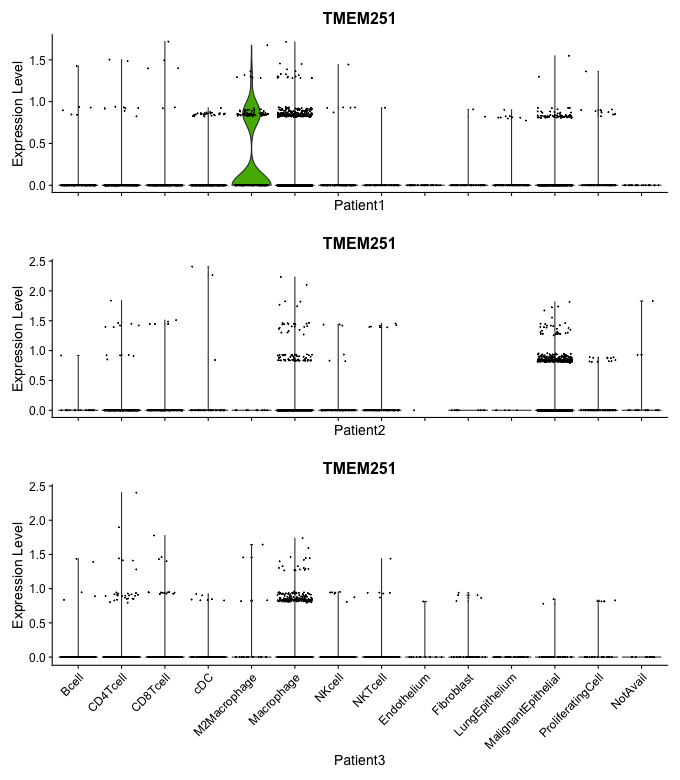 TMEM251
Expression Level
1.5
1.0
0.5
0.0
Patient1
TMEM251
Expression Level
2.5
2.0
1.5
1.0
0.5
0.0
Patient2
TMEM251
Expression Level
2.5
2.0
1.5
1.0
0.5
0.0
Bcell
CD4Tcell
CD8Tcell
cDC
M2Macrophage
Macrophage
NKcell
NKTcell
Endothelium
Fibroblast
LungEpithelium
MalignantEpithelial
ProliferatingCell
NotAvail
Patient3